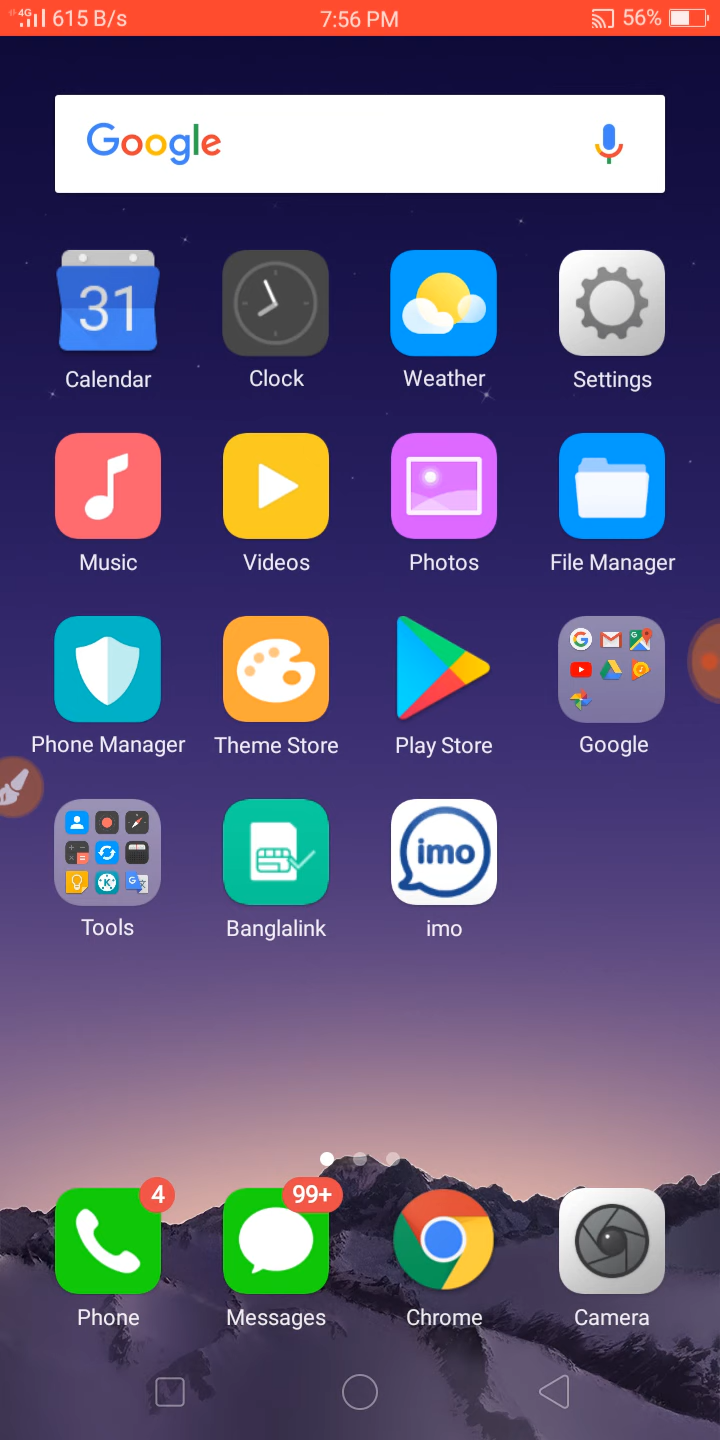 4G 615 B/s 7:56 PM 56%
Google
31
Calendar Clock Weather Settings
Music Videos Photos File Manager
G
Phone Manager Theme Store Play Store Google
imo
Tools Banglalink imo
4 99+
Phone Messages Chrome Camera